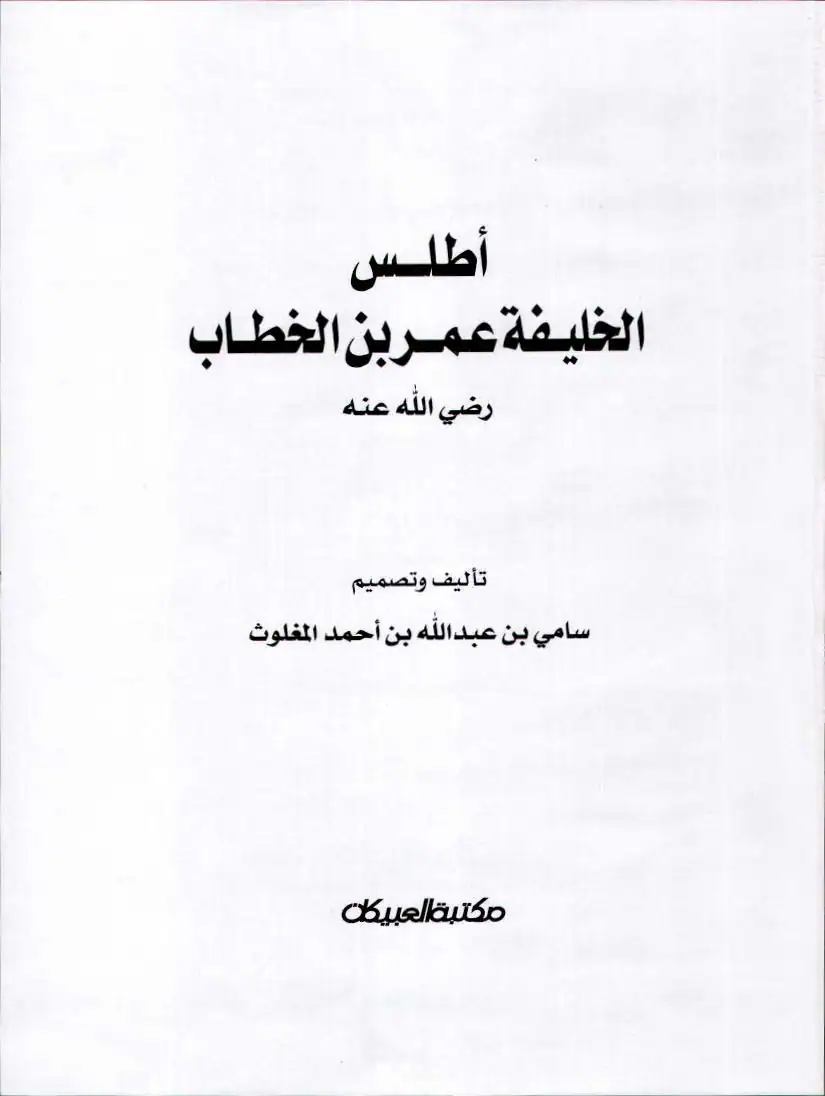 أطلس
الخليفة عمر بن الخطاب
رضي الله عنه
تأليف وتصميم
سامي بن عبدالله بن أحمد المغلوث
مكتبة العبيكان